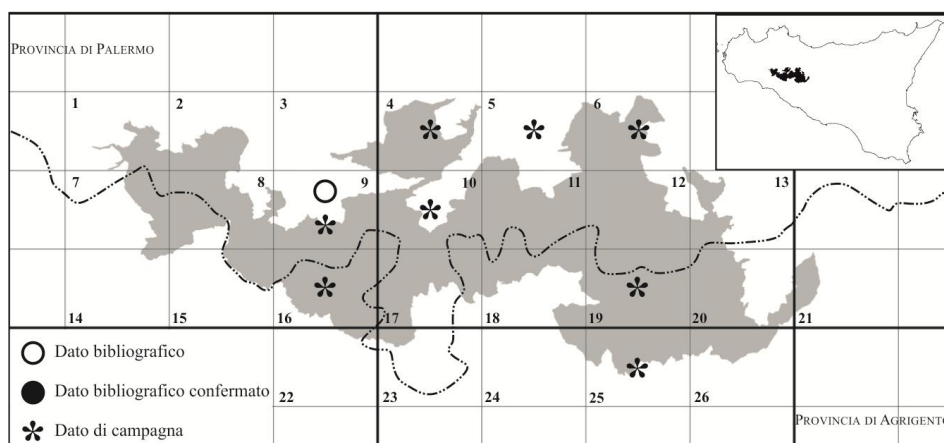 PROVINCIA DI PALERMO
1 2 3 4 5 6
7 8 9 10 11 12 13
14 15 16 17 18 19 20 21
Dato bibliografico
Dato bibliografico confermato
22 23 24 25 26
Dato di campagna
PROVINCIA DI AGRIGENTO